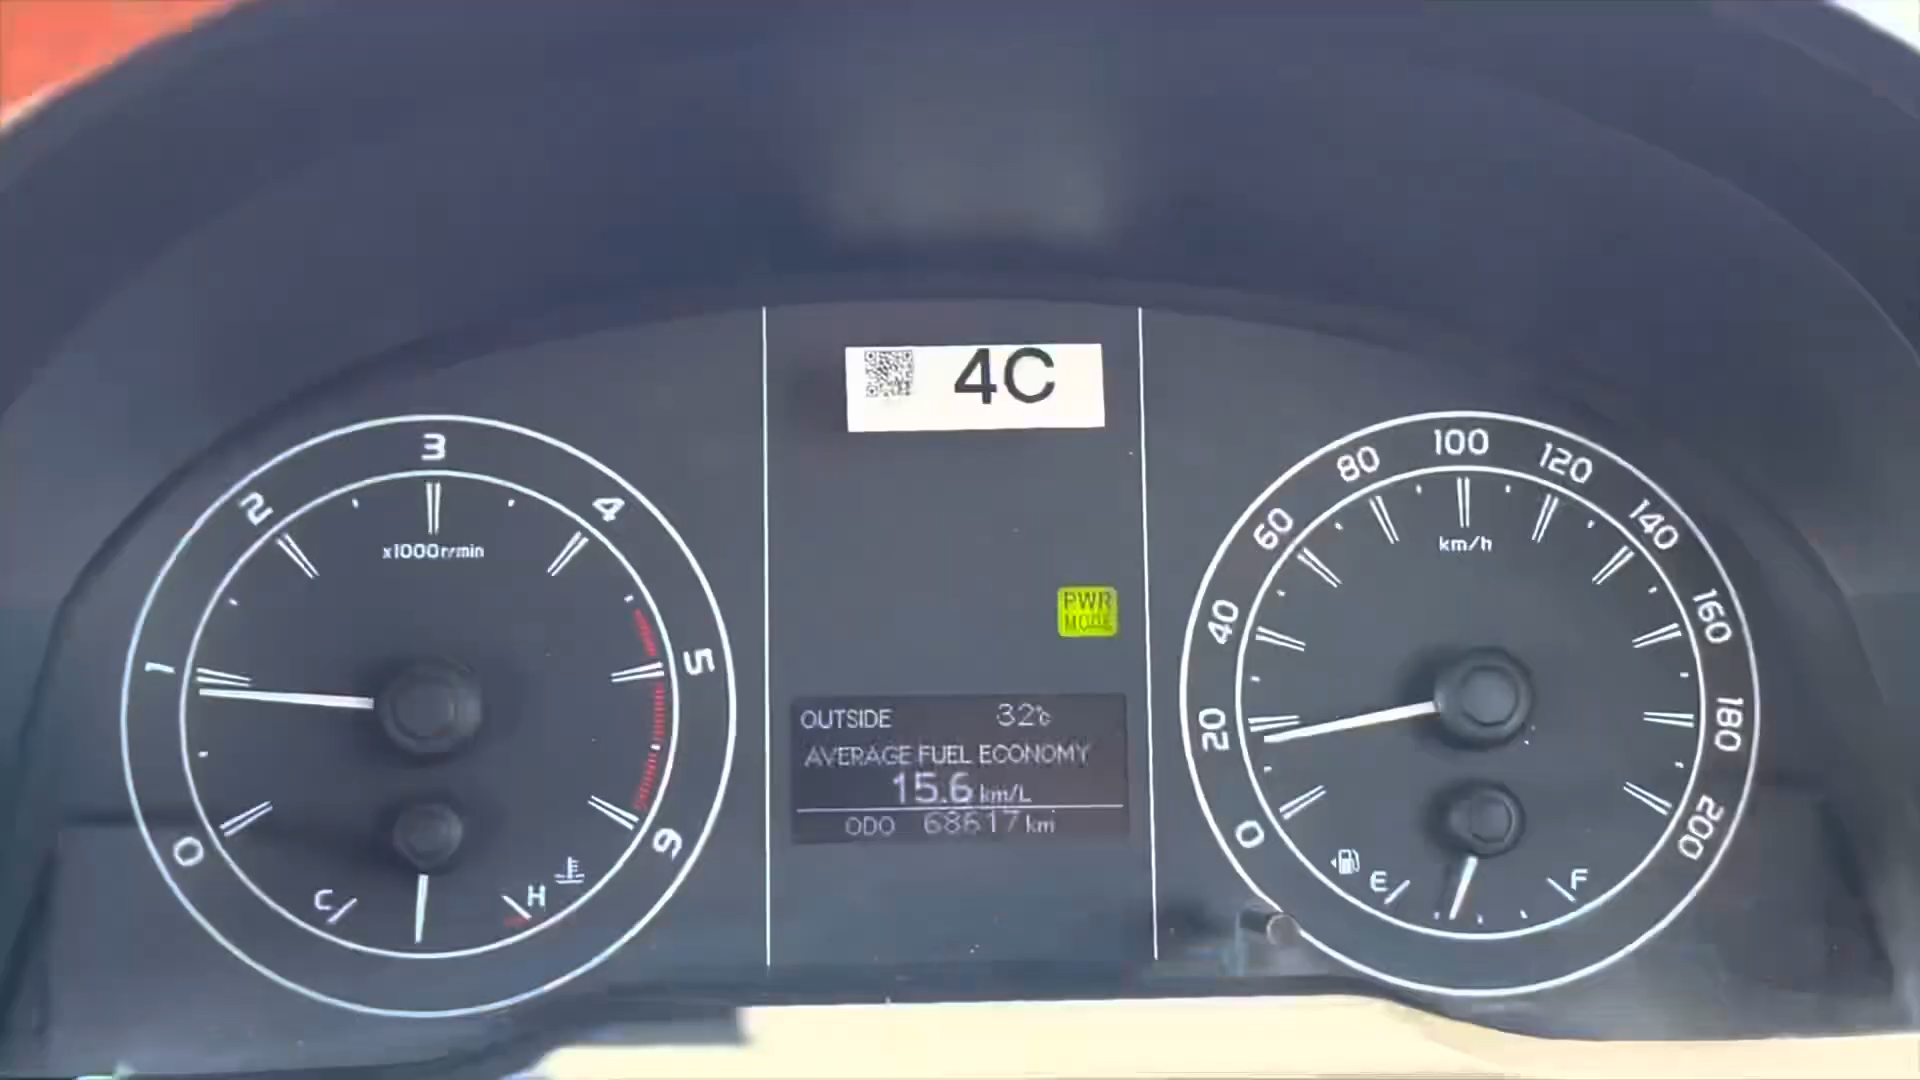 4C
0
1
2
3
4
5
6
x1000r/min
C
H
PWR
MODE
OUTSIDE 32°c
AVERAGE FUEL ECONOMY
15.6 km/L
ODO 68617 km
0
20
40
60
80
100
120
140
160
180
200
km/h
E
F